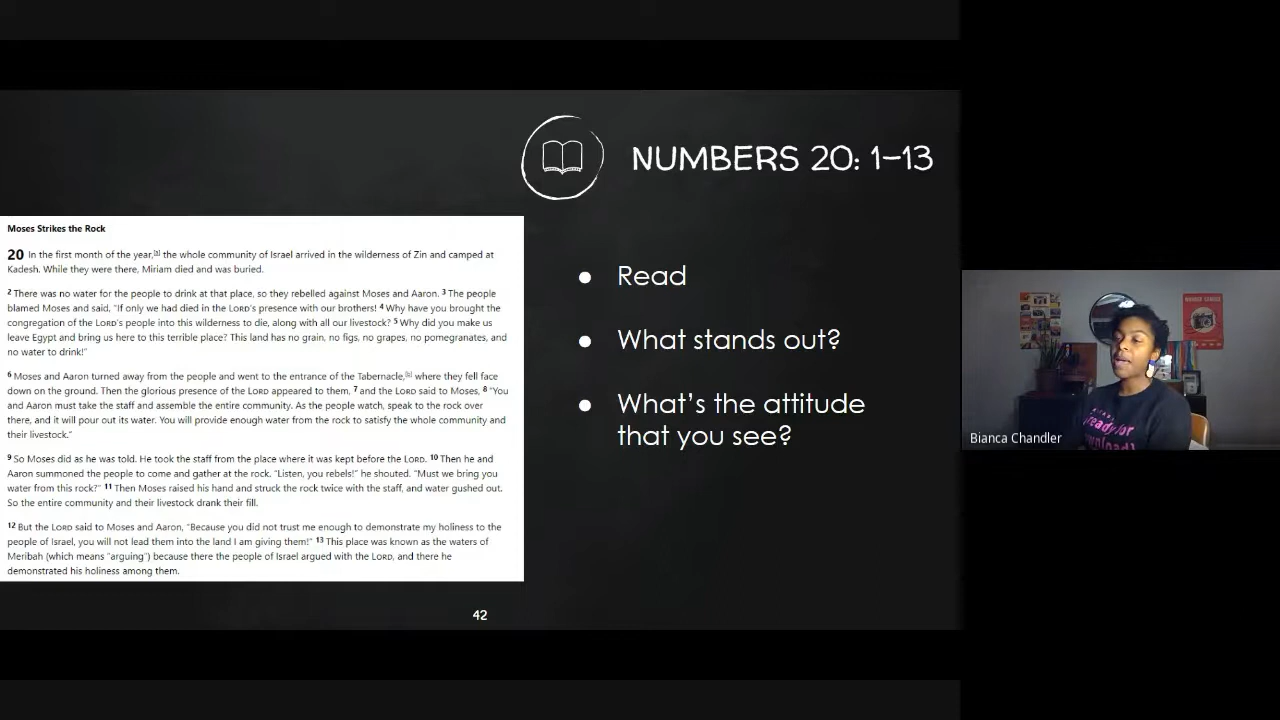 NUMBERS 20: 1–13
Moses Strikes the Rock
20 In the first month of the year,[a] the whole community of Israel arrived in the wilderness of Zin and camped at
Kadesh. While they were there, Miriam died and was buried.
2 There was no water for the people to drink at that place, so they rebelled against Moses and Aaron. 3 The people
blamed Moses and said, “If only we had died in the LORD’s presence with our brothers! 4 Why have you brought the
congregation of the LORD’s people into this wilderness to die, along with all our livestock? 5 Why did you make us
leave Egypt and bring us here to this terrible place? This land has no grain, no figs, no grapes, no pomegranates, and
no water to drink!”
6 Moses and Aaron turned away from the people and went to the entrance of the Tabernacle,[b] where they fell face
down on the ground. Then the glorious presence of the LORD appeared to them, 7 and the LORD said to Moses, 8 “You
and Aaron must take the staff and assemble the entire community. As the people watch, speak to the rock over
there, and it will pour out its water. You will provide enough water from the rock to satisfy the whole community and
their livestock.”
9 So Moses did as he was told. He took the staff from the place where it was kept before the LORD. 10 Then he and
Aaron summoned the people to come and gather at the rock. “Listen, you rebels!” he shouted. “Must we bring you
water from this rock?” 11 Then Moses raised his hand and struck the rock twice with the staff, and water gushed out.
So the entire community and their livestock drank their fill.
12 But the LORD said to Moses and Aaron, “Because you did not trust me enough to demonstrate my holiness to the
people of Israel, you will not lead them into the land I am giving them!” 13 This place was known as the waters of
Meribah (which means “arguing”) because there the people of Israel argued with the LORD, and there he
demonstrated his holiness among them.
● Read
● What stands out?
● What’s the attitude
that you see?
42
ready for
Bianca Chandler